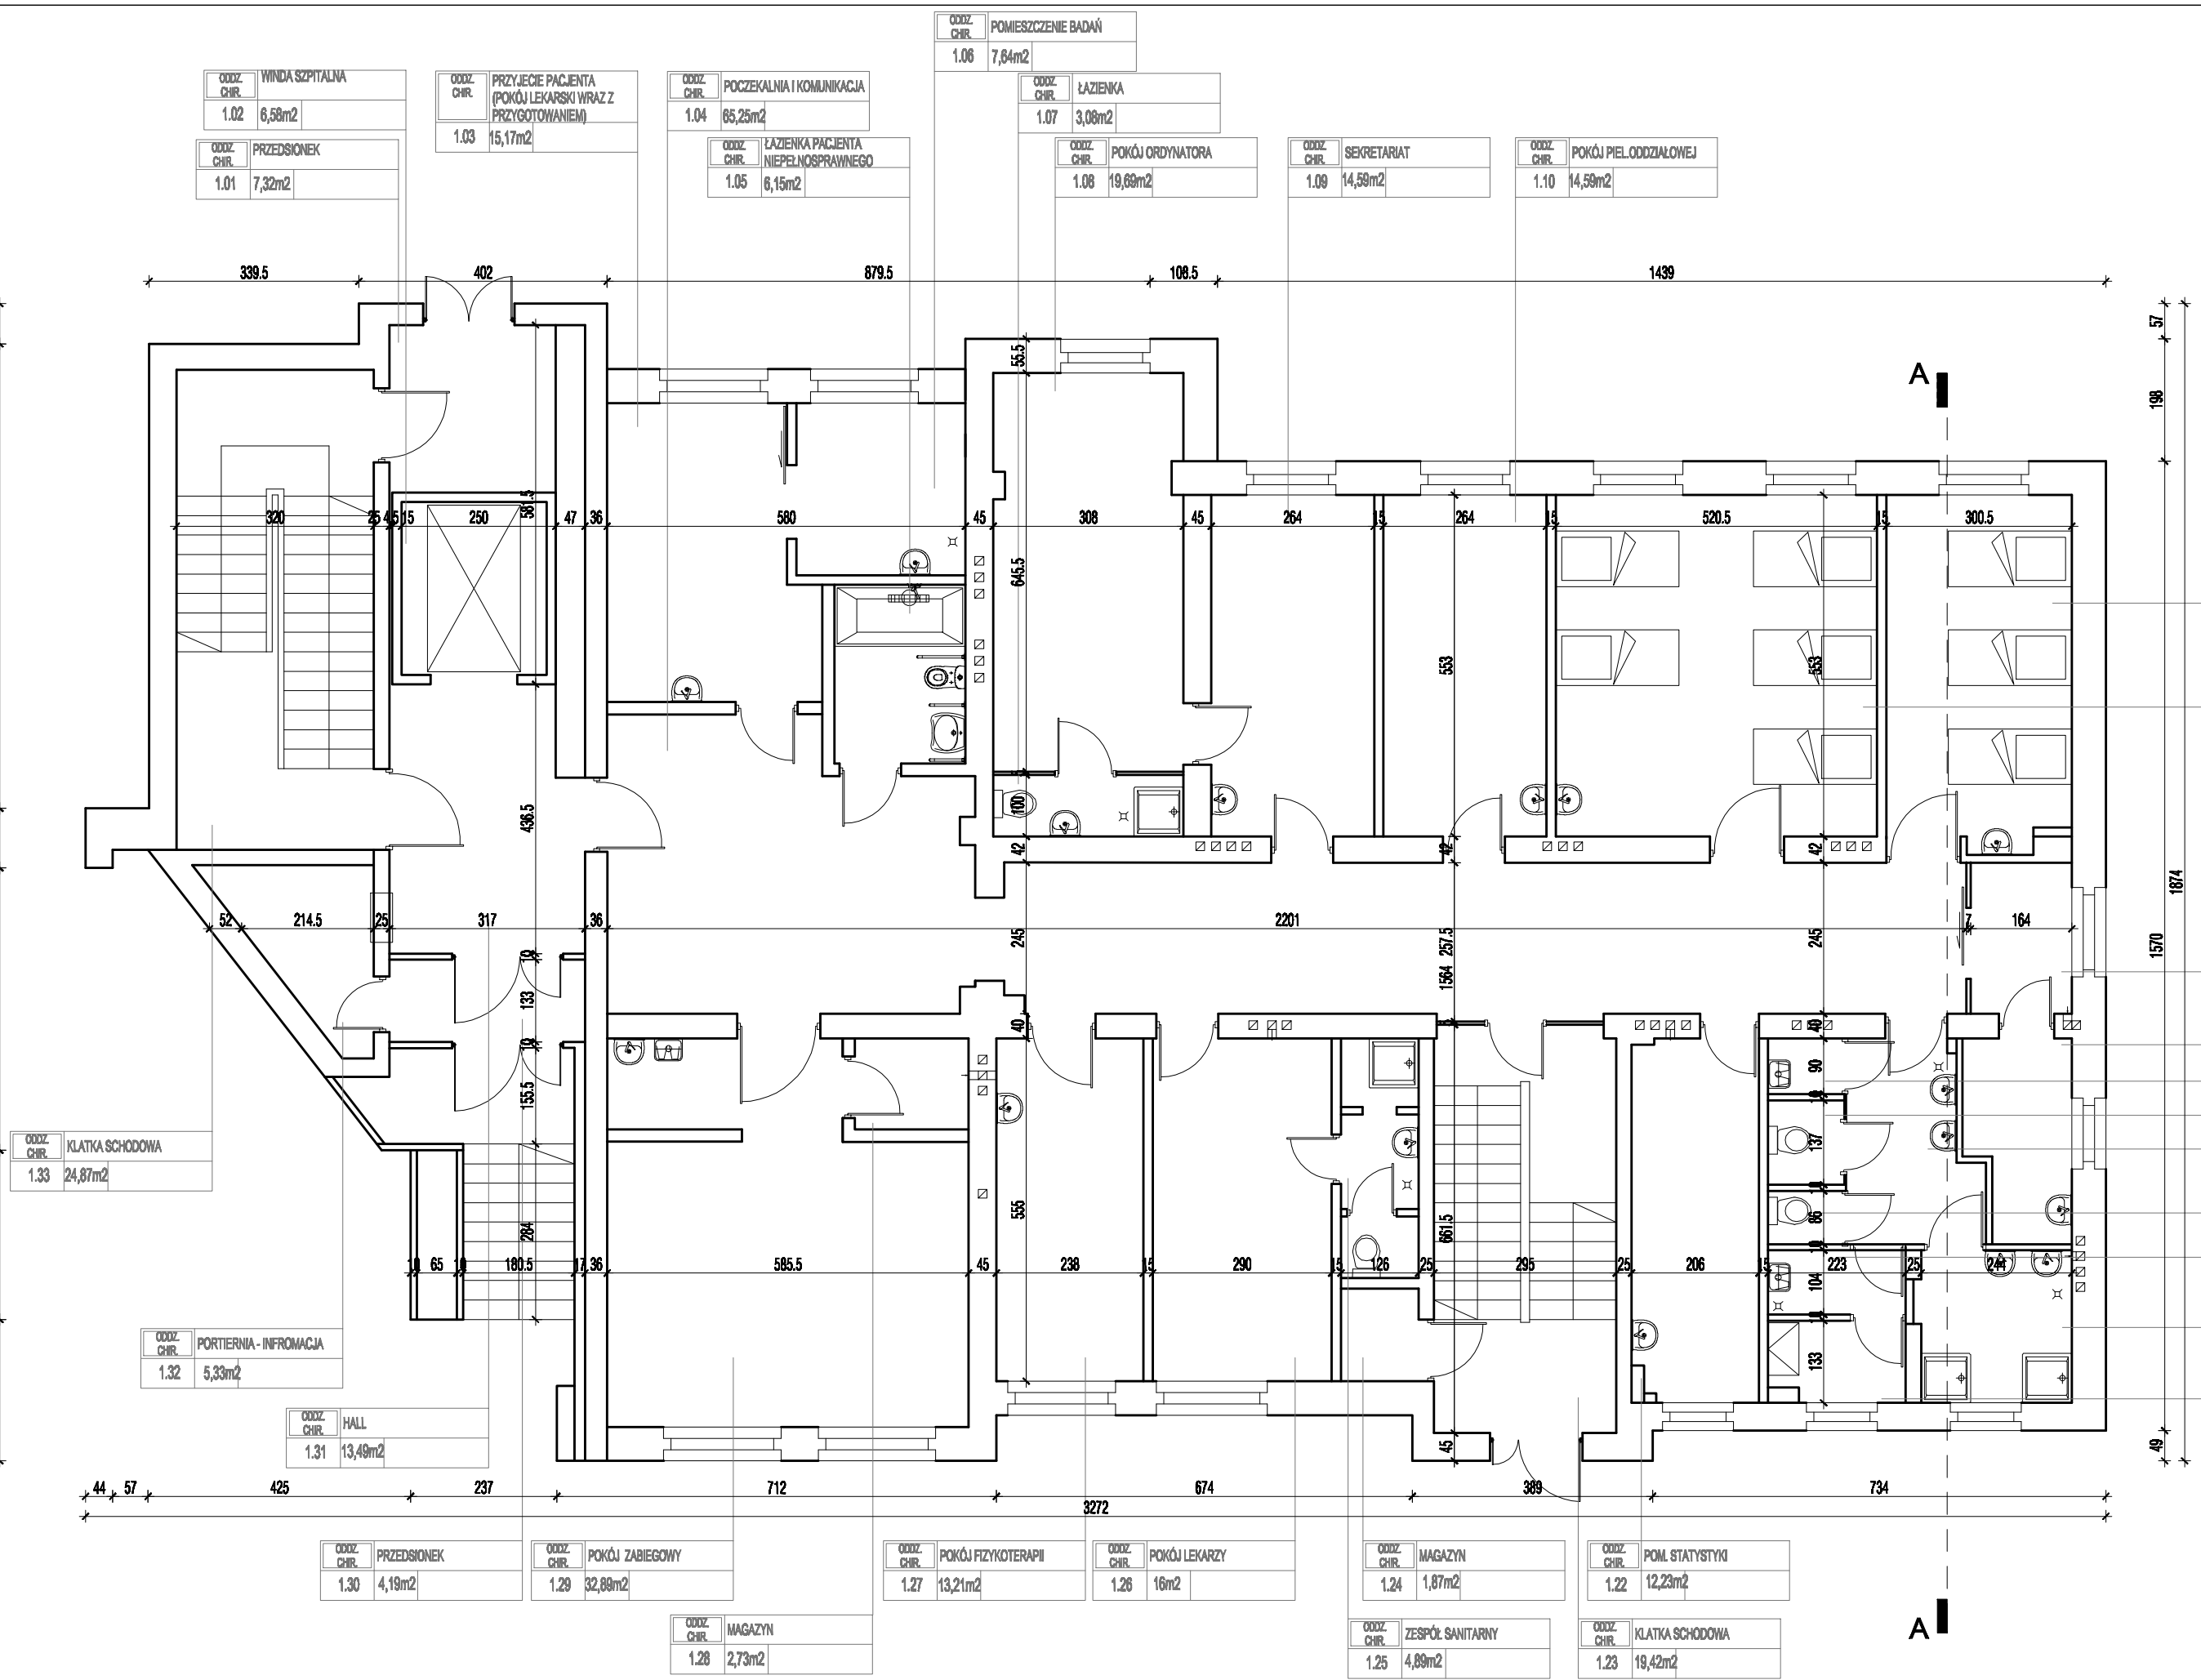 ODDZ. CHIR. POMIESZCZENIE BADAŃ
1.06 7,64m2
ODDZ. CHIR. WINDA SZPITALNA
1.02 6,58m2
ODDZ. CHIR. PRZYJECIE PACJENTA
(POKÓJ LEKARSKI WRAZ Z
PRZYGOTOWANIEM)
1.03 15,17m2
ODDZ. CHIR. POCZEKALNIA I KOMUNIKACJA
1.04 65,25m2
ODDZ. CHIR. ŁAZIENKA
1.07 3,08m2
ODDZ. CHIR. PRZEDSIONEK
1.01 7,32m2
ODDZ. CHIR. ŁAZIENKA PACJENTA
NIEPEŁNOSPRAWNEGO
1.05 6,15m2
ODDZ. CHIR. POKÓJ ORDYNATORA
1.08 19,69m2
ODDZ. CHIR. SEKRETARIAT
1.09 14,59m2
ODDZ. CHIR. POKÓJ PIEL.ODDZIAŁOWEJ
1.10 14,59m2
339.5 402 879.5 108.5 1439
57
198
1570
1874
49
A
55.5
581.5
320 25 4.5 15 250 47 36 580 45 308 45 264 15 264 15 520.5 15 300.5
645.5
553
553
436.5
100
42
42
42
52 214.5 25 317 36 2201 7 164
245
257.5
1564
245
10
133
10
155.5
284
40
40
90
10
137
10
86
10
104
10
133
555
661.5
45
10 65 10 180.5 17 36 585.5 45 238 15 290 15 126 25 295 25 206 15 223 25 244
ODDZ. CHIR. KLATKA SCHODOWA
1.33 24,87m2
ODDZ. CHIR. PORTIERNIA - INFROMACJA
1.32 5,33m2
ODDZ. CHIR. HALL
1.31 13,49m2
44 57 425 237 712 674 389 734
3272
ODDZ. CHIR. PRZEDSIONEK
1.30 4,19m2
ODDZ. CHIR. POKÓJ ZABIEGOWY
1.29 32,89m2
ODDZ. CHIR. POKÓJ FIZYKOTERAPII
1.27 13,21m2
ODDZ. CHIR. POKÓJ LEKARZY
1.26 16m2
ODDZ. CHIR. MAGAZYN
1.24 1,87m2
ODDZ. CHIR. POM. STATYSTYKI
1.22 12,23m2
ODDZ. CHIR. MAGAZYN
1.28 2,73m2
ODDZ. CHIR. ZESPÓŁ SANITARNY
1.25 4,89m2
ODDZ. CHIR. KLATKA SCHODOWA
1.23 19,42m2
A